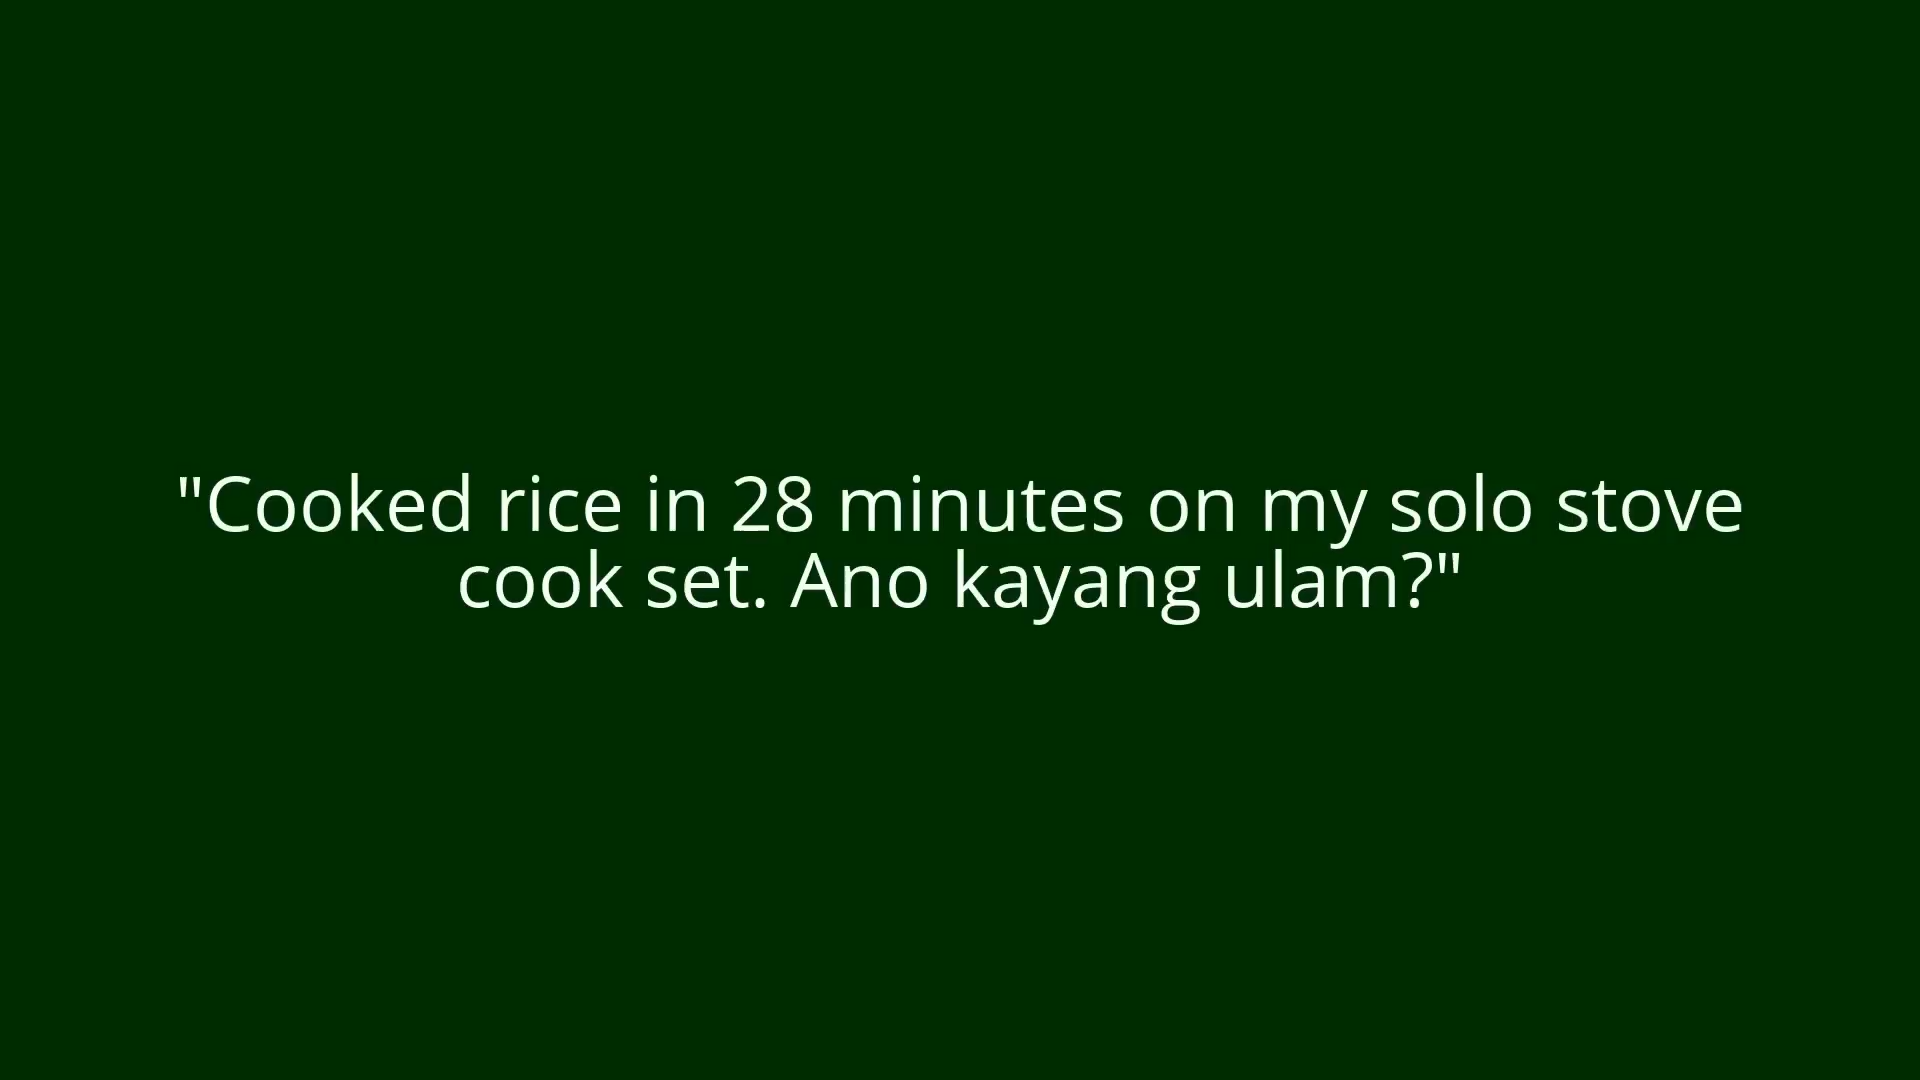 "Cooked rice in 28 minutes on my solo stove
cook set. Ano kayang ulam?"